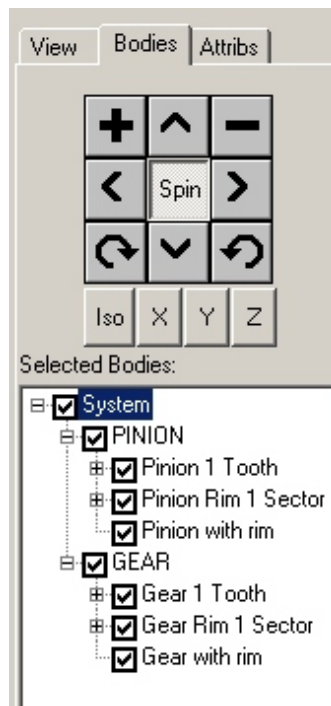 View Bodies Attribs
Spin
Iso X Y Z
Selected Bodies:
System
PINION
Pinion 1 Tooth
Pinion Rim 1 Sector
Pinion with rim
GEAR
Gear 1 Tooth
Gear Rim 1 Sector
Gear with rim